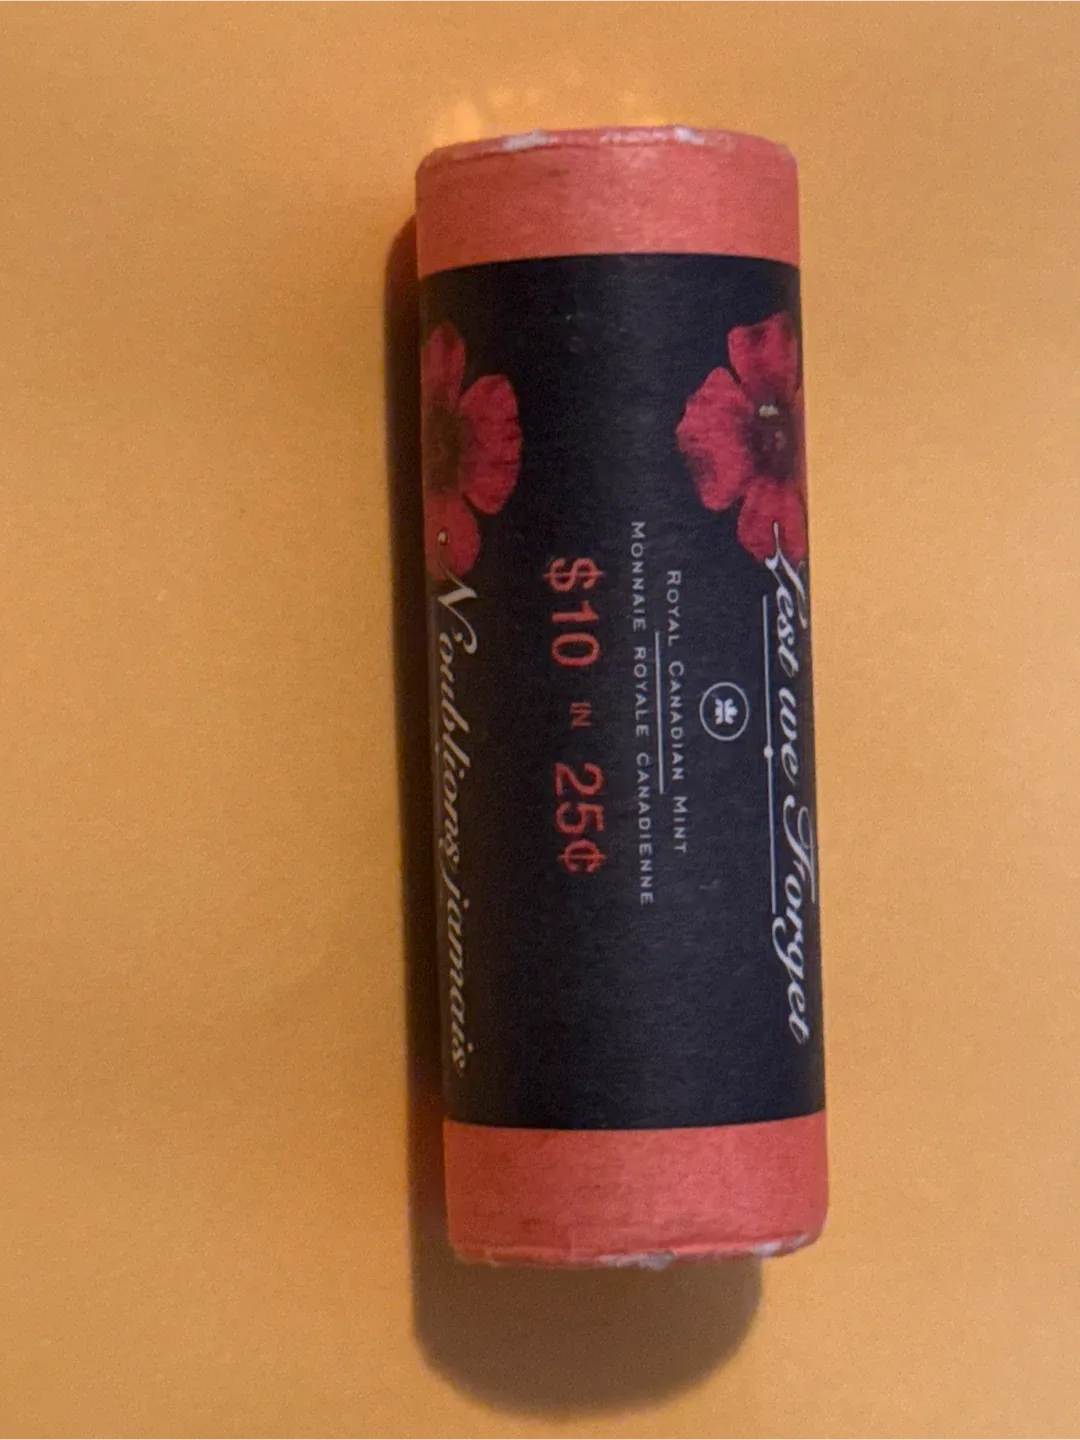 Lest we Forget
Royal Canadian Mint
Monnaie royale canadienne
$10 IN 25¢
N'oublions jamais